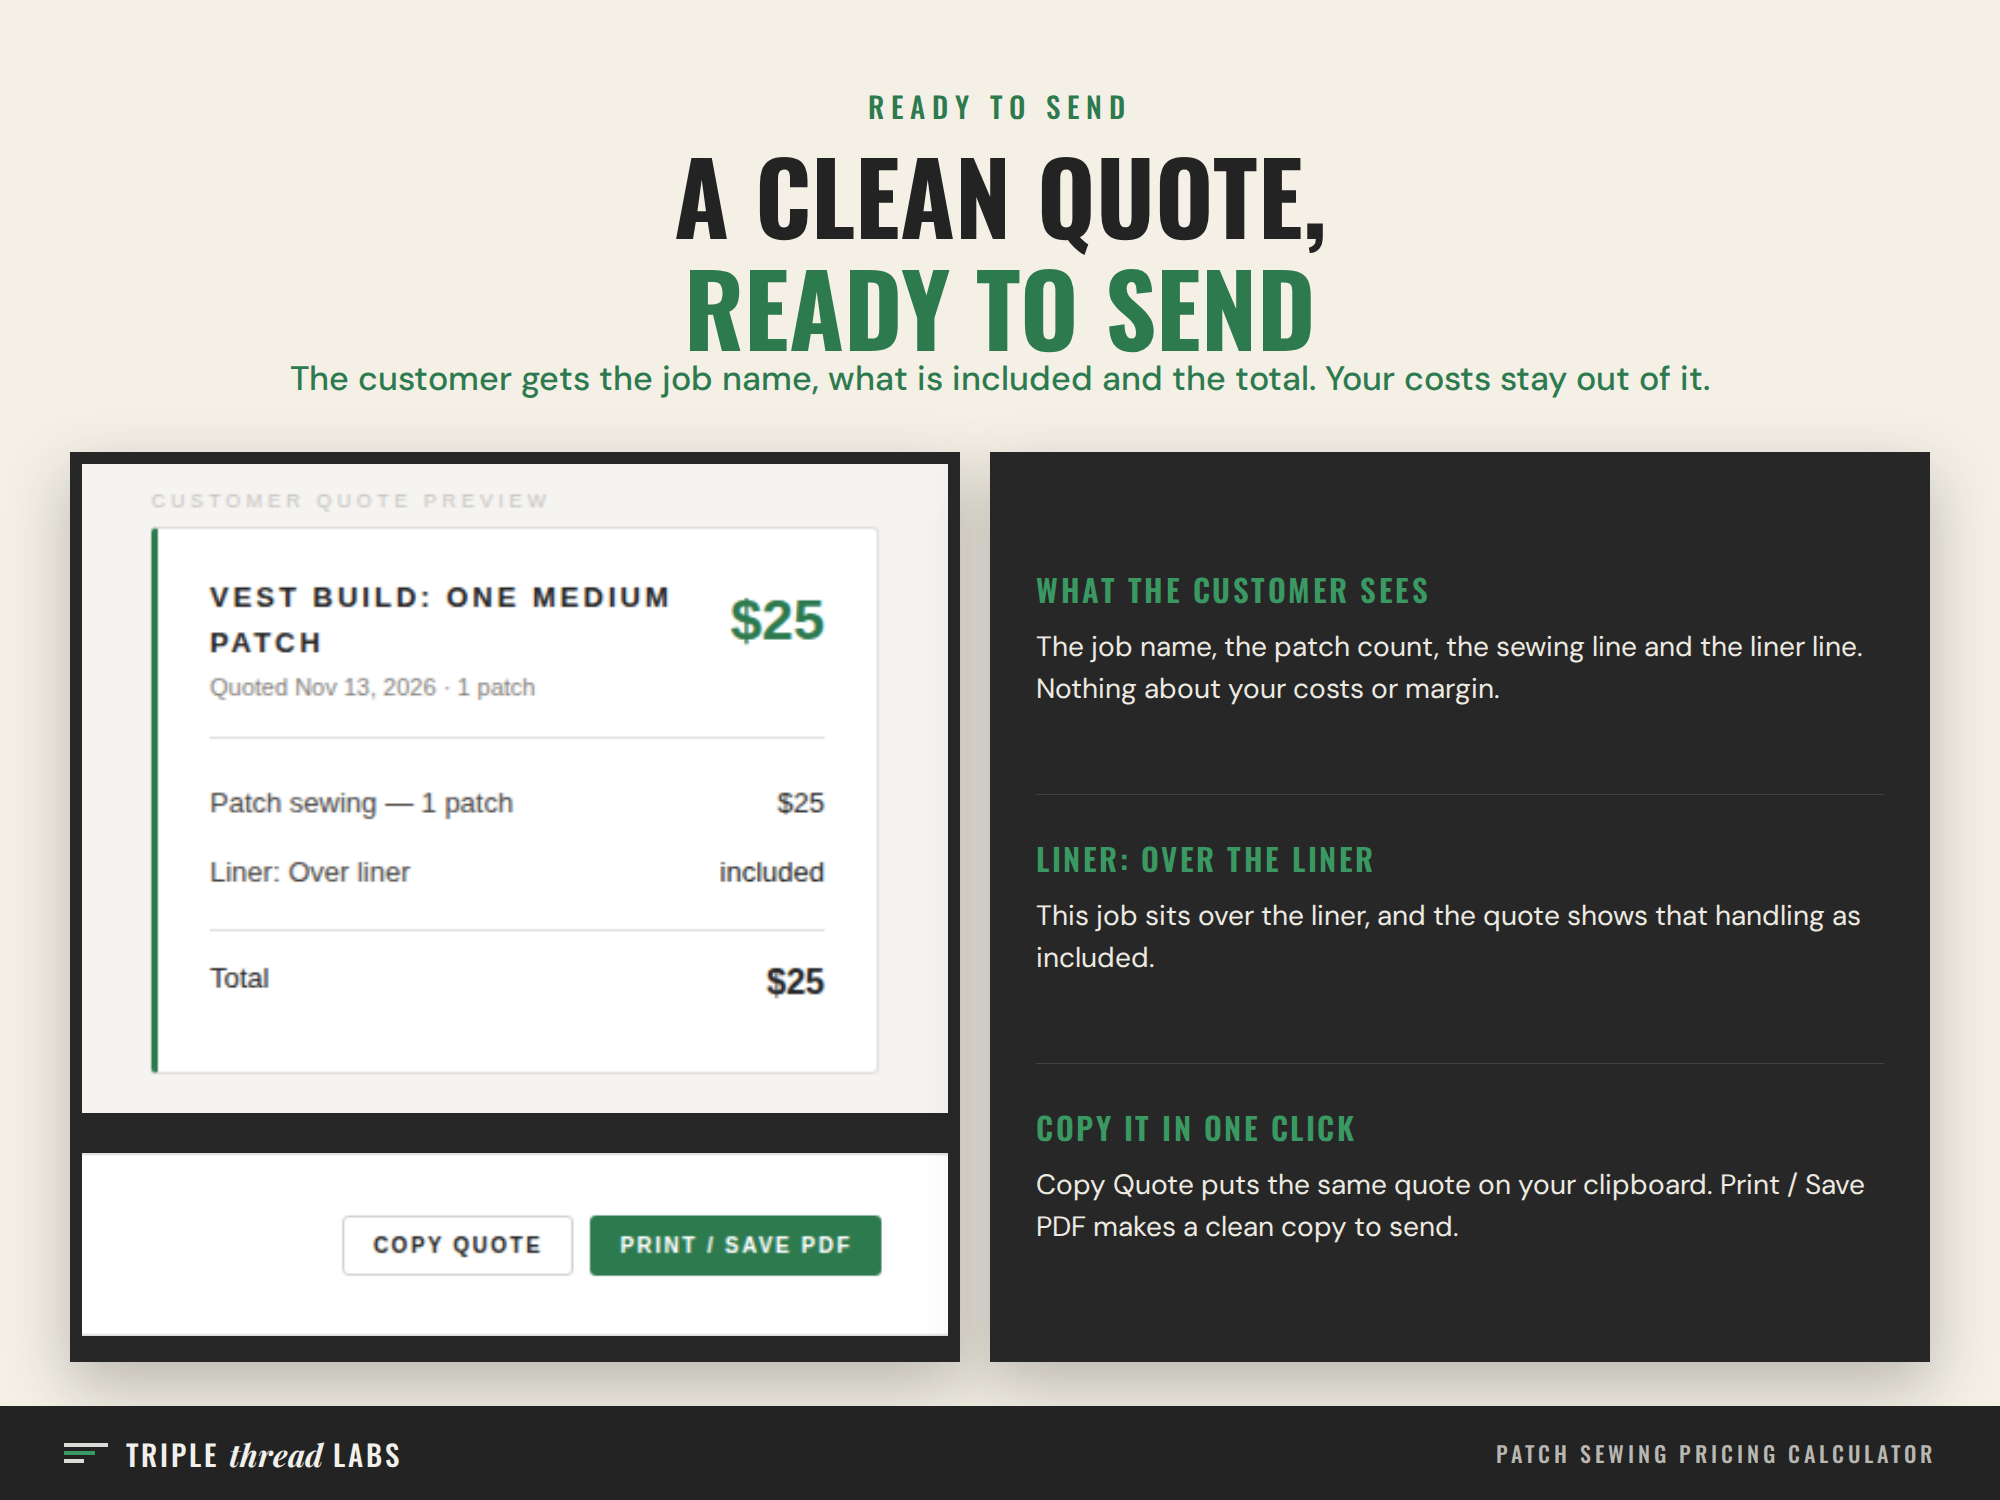 READY TO SEND
A CLEAN QUOTE,
READY TO SEND
The customer gets the job name, what is included and the total. Your costs stay out of it.
CUSTOMER QUOTE PREVIEW
VEST BUILD: ONE MEDIUM
PATCH
$25
Quoted Nov 13, 2026 · 1 patch
Patch sewing — 1 patch $25
Liner: Over liner included
Total $25
COPY QUOTE
PRINT / SAVE PDF
WHAT THE CUSTOMER SEES
The job name, the patch count, the sewing line and the liner line.
Nothing about your costs or margin.
LINER: OVER THE LINER
This job sits over the liner, and the quote shows that handling as
included.
COPY IT IN ONE CLICK
Copy Quote puts the same quote on your clipboard. Print / Save
PDF makes a clean copy to send.
TRIPLE thread LABS
PATCH SEWING PRICING CALCULATOR